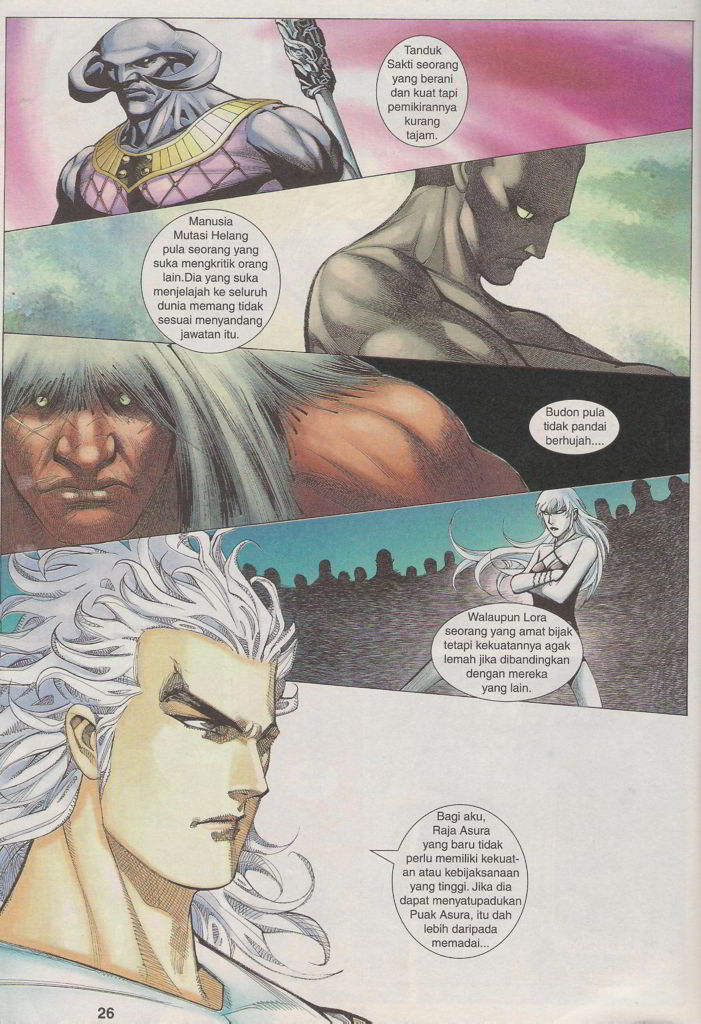 Tanduk
Sakti seorang
yang berani
dan kuat tapi
pemikirannya
kurang
tajam.
Manusia
Mutasi Helang
pula seorang yang
suka mengkritik orang
lain.Dia yang suka
menjelajah ke seluruh
dunia memang tidak
sesuai menyandang
jawatan itu.
Budon pula
tidak pandai
berhujah....
Walaupun Lora
seorang yang amat bijak
tetapi kekuatannya agak
lemah jika dibandingkan
dengan mereka
yang lain.
Bagi aku,
Raja Asura
yang baru tidak
perlu memiliki kekuat-
an atau kebijaksanaan
yang tinggi. Jika dia
dapat menyatupadukan
Puak Asura, itu dah
lebih daripada
memadai...
26